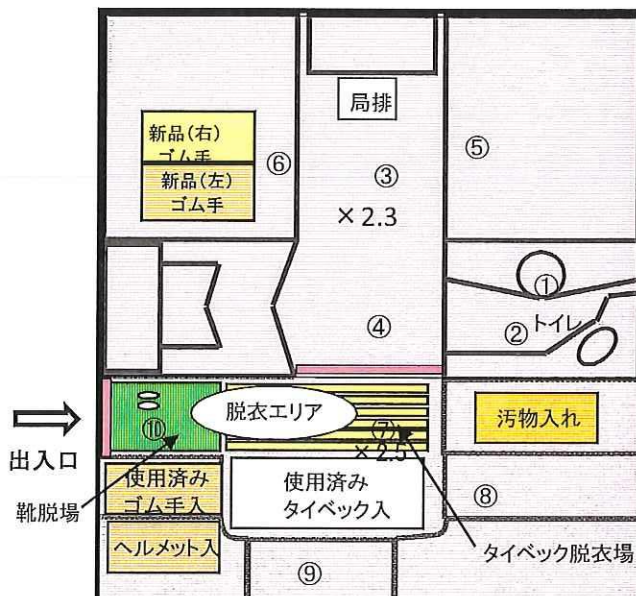 局排
新品(右)
ゴム手
新品(左)
ゴム手
⑥
③
⑤
×2.3
①
④
② トイレ
脱衣エリア
⑩
⑦
×2.5
汚物入れ
出入口
使用済み
ゴム手入
使用済み
タイベック入
⑧
靴脱場
ヘルメット入
タイベック脱衣場
⑨